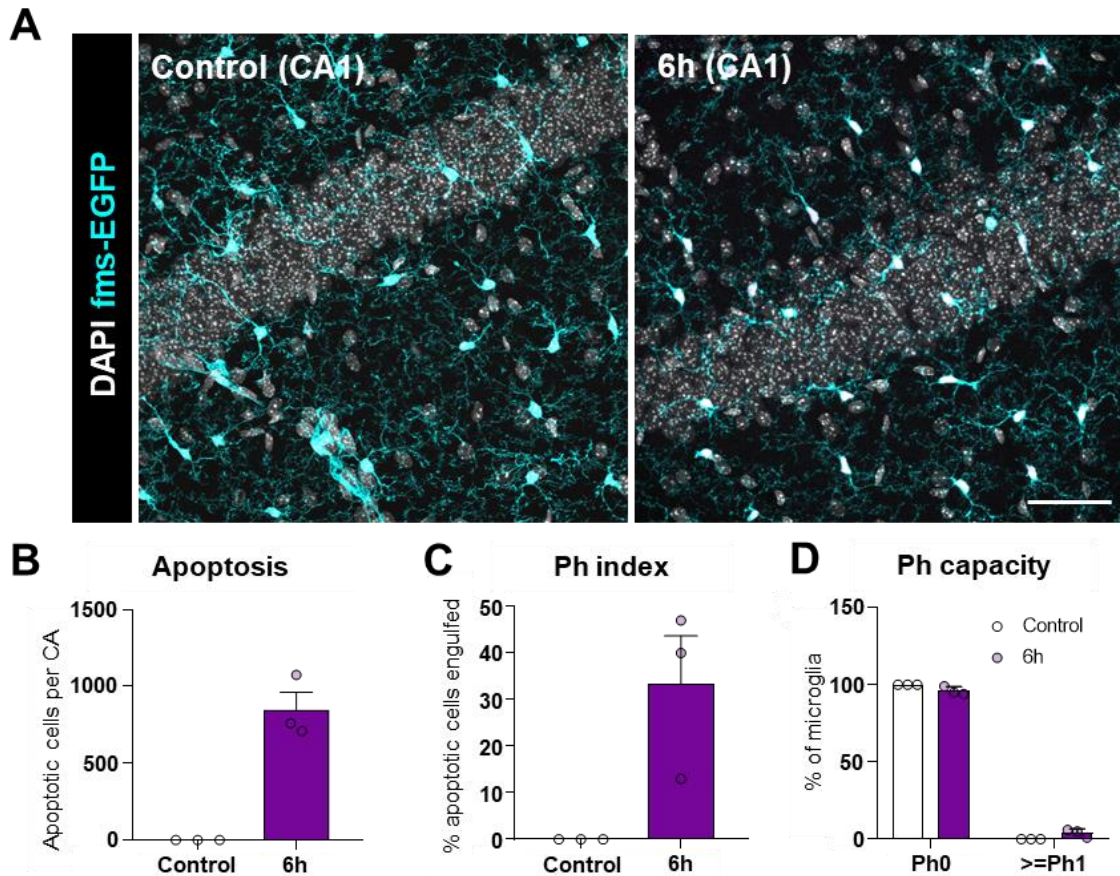 A
DAPI fms-EGFP
Control (CA1)
6h (CA1)
B
Apoptosis
Apoptotic cells per CA
1500
1000
500
0
Control
6h
C
Ph index
% apoptotic cells engulfed
50
40
30
20
10
0
Control
6h
D
Ph capacity
% of microglia
150
100
50
0
Control
6h
Ph0
>=Ph1